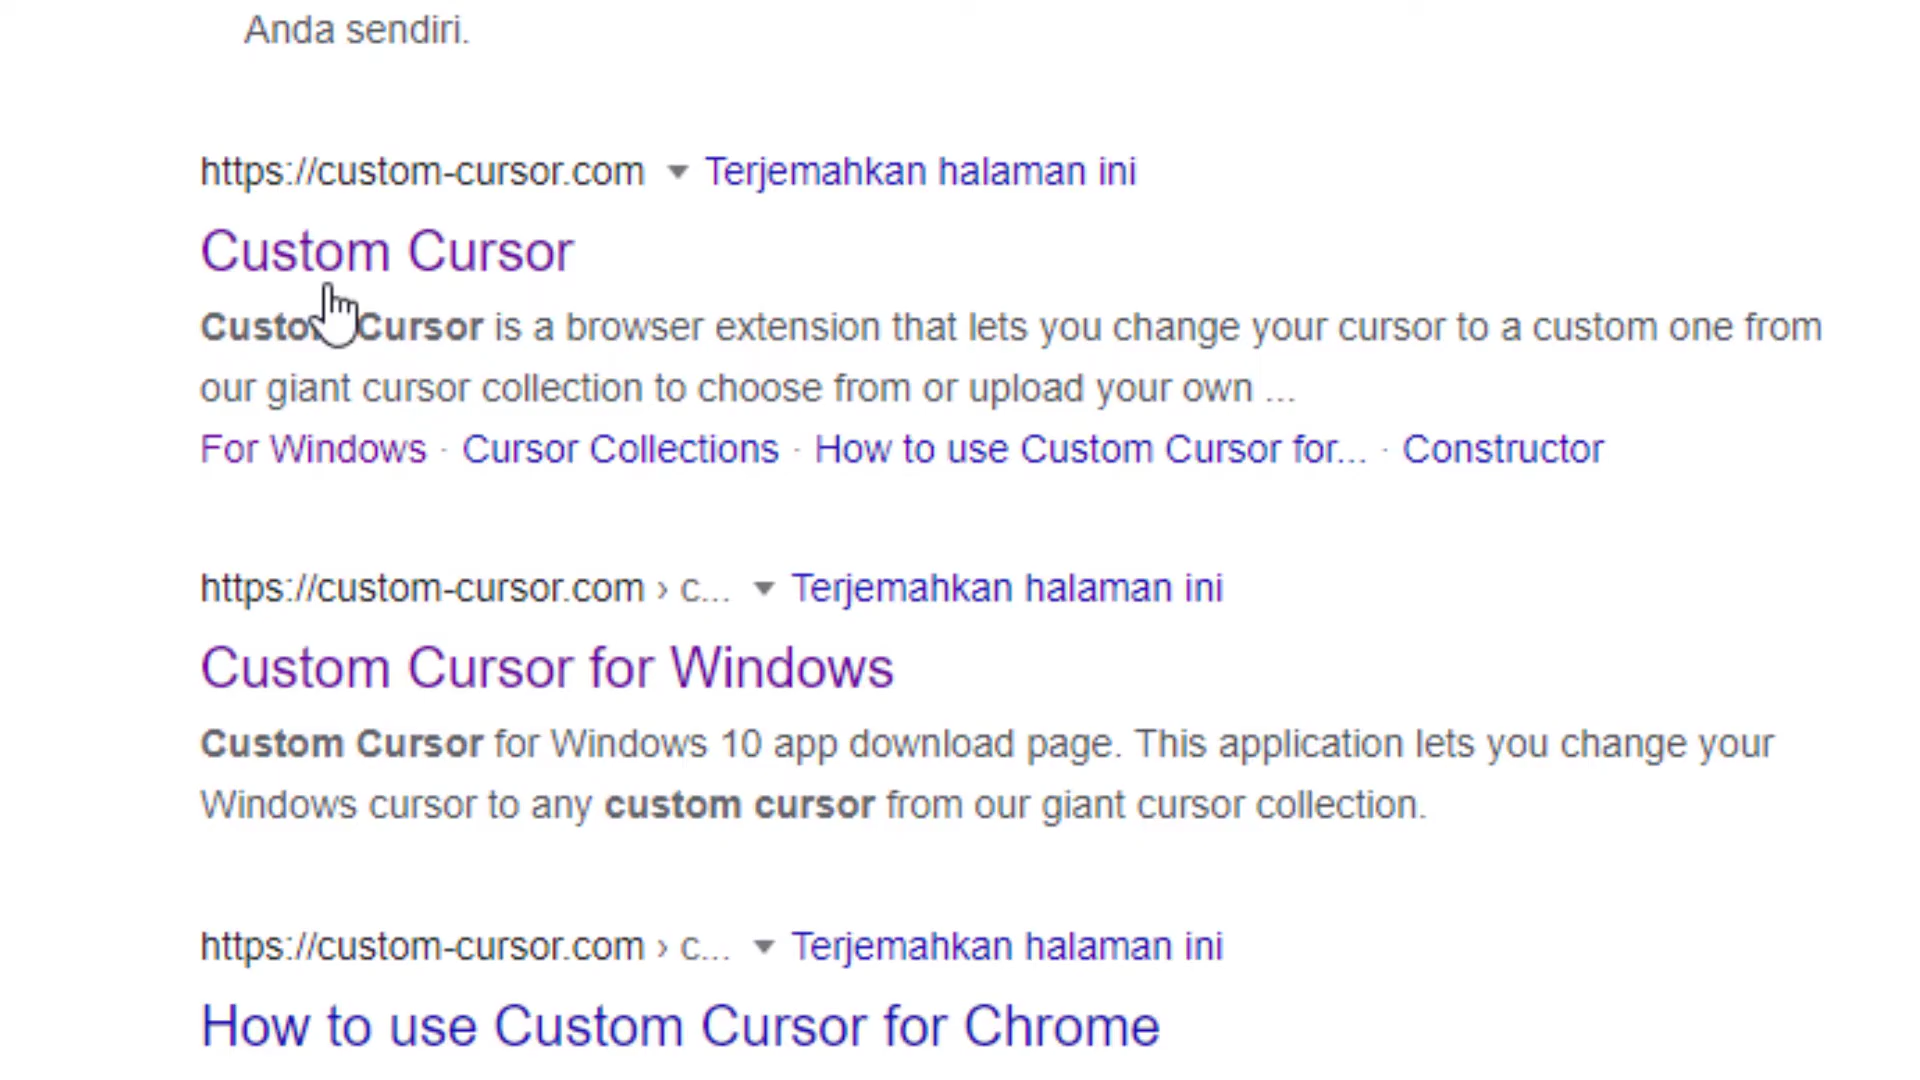 Anda sendiri.
https://custom-cursor.com ▼ Terjemahkan halaman ini
Custom Cursor
Custom Cursor is a browser extension that lets you change your cursor to a custom one from
our giant cursor collection to choose from or upload your own ...
For Windows · Cursor Collections · How to use Custom Cursor for... · Constructor
https://custom-cursor.com › c... ▼ Terjemahkan halaman ini
Custom Cursor for Windows
Custom Cursor for Windows 10 app download page. This application lets you change your
Windows cursor to any custom cursor from our giant cursor collection.
https://custom-cursor.com › c... ▼ Terjemahkan halaman ini
How to use Custom Cursor for Chrome